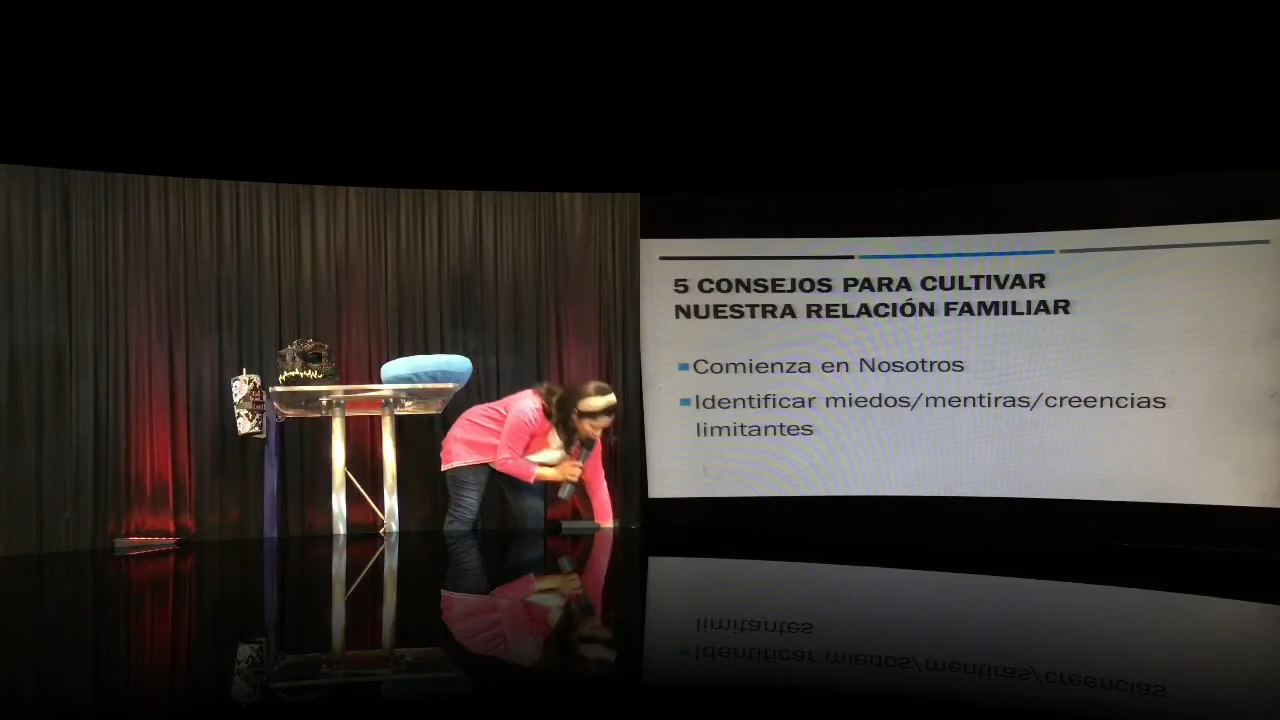 5 CONSEJOS PARA CULTIVAR
NUESTRA RELACIÓN FAMILIAR
Comienza en Nosotros
Identificar miedos/mentiras/creencias
limitantes